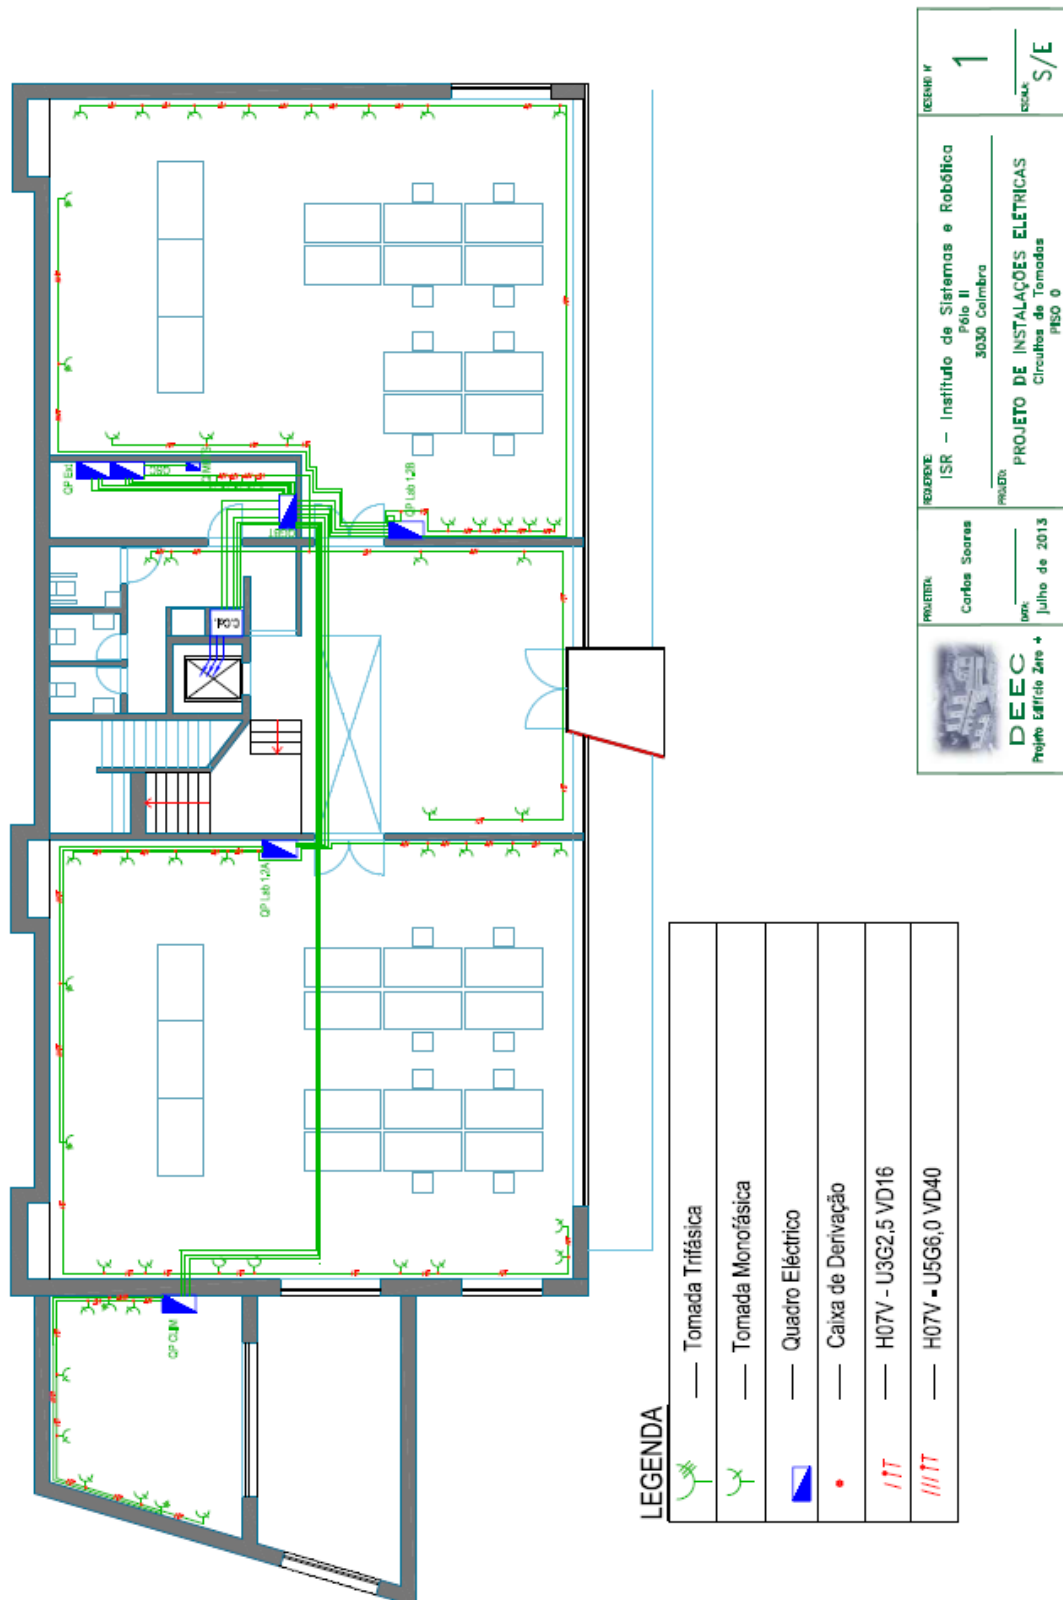 QP Ext
QP Lab 1.2B
C.Col.
QP Lab 1.2A
QP CLIM
LEGENDA
Tomada Trifásica
Tomada Monofásica
Quadro Eléctrico
Caixa de Derivação
H07V - U3G2,5 VD16
H07V - U5G6,0 VD40
DEEC
Projeto Edifício Zero +
PROJETISTA:
Carlos Soares
DATA:
Julho de 2013
REQUERENTE:
ISR – Instituto de Sistemas e Robótica
Pólo II
3030 Coimbra
PROJETO:
PROJETO DE INSTALAÇÕES ELÉTRICAS
Circuitos de Tomadas
PISO 0
DESENHO Nº
1
ESCALA:
S/E